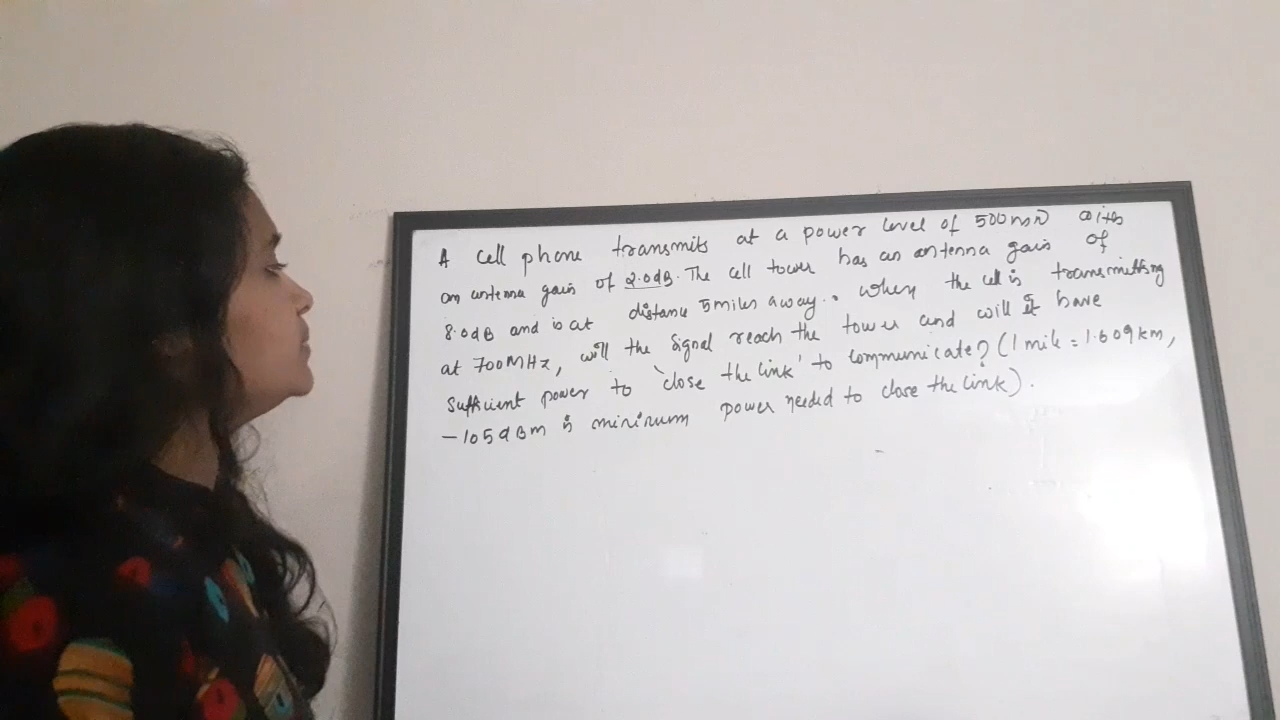 A cell phone transmits at a power level of 500mW with
an antenna gain of 2.0dB. The cell tower has an antenna gain of
8.0dB and is at distance 5miles away. When the cell is transmitting
at 700MHz, will the signal reach the tower and will it have
sufficient power to 'close the link' to communicate? (1 mile = 1.609km,
-105dBm is minimum power needed to close the link).